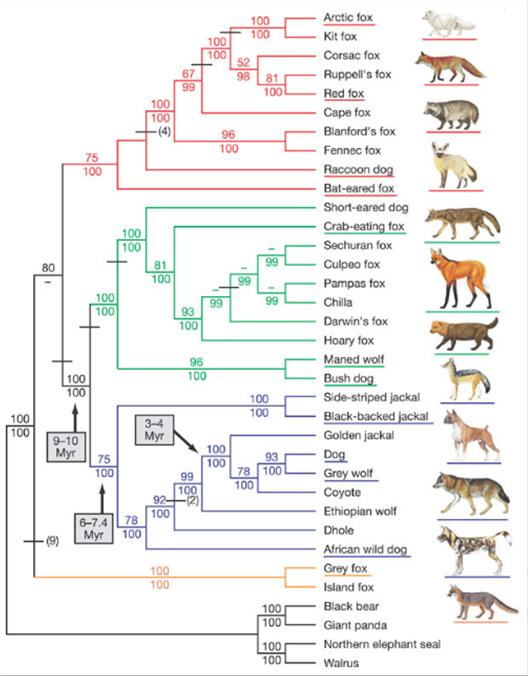 100
100
Arctic fox
Kit fox
100
100
Corsac fox
52
98
Ruppell's fox
81
100
Red fox
67
99
Cape fox
100
100
(4)
96
100
Blanford's fox
Fennec fox
75
100
Raccoon dog
Bat-eared fox
Short-eared dog
100
100
Crab-eating fox
–
99
Sechuran fox
81
100
Culpeo fox
80
–
–
99
–
99
Pampas fox
–
99
Chilla
100
100
93
100
Darwin's fox
Hoary fox
96
100
Maned wolf
Bush dog
100
100
100
100
Side-striped jackal
Black-backed jackal
100
100
9–10
Myr
3–4
Myr
Golden jackal
100
100
93
100
Dog
75
100
78
100
Grey wolf
99
100
Coyote
92
100
(2)
Ethiopian wolf
6–7.4
Myr
78
100
Dhole
(9)
African wild dog
100
100
Grey fox
Island fox
100
100
Black bear
Giant panda
100
100
Northern elephant seal
Walrus